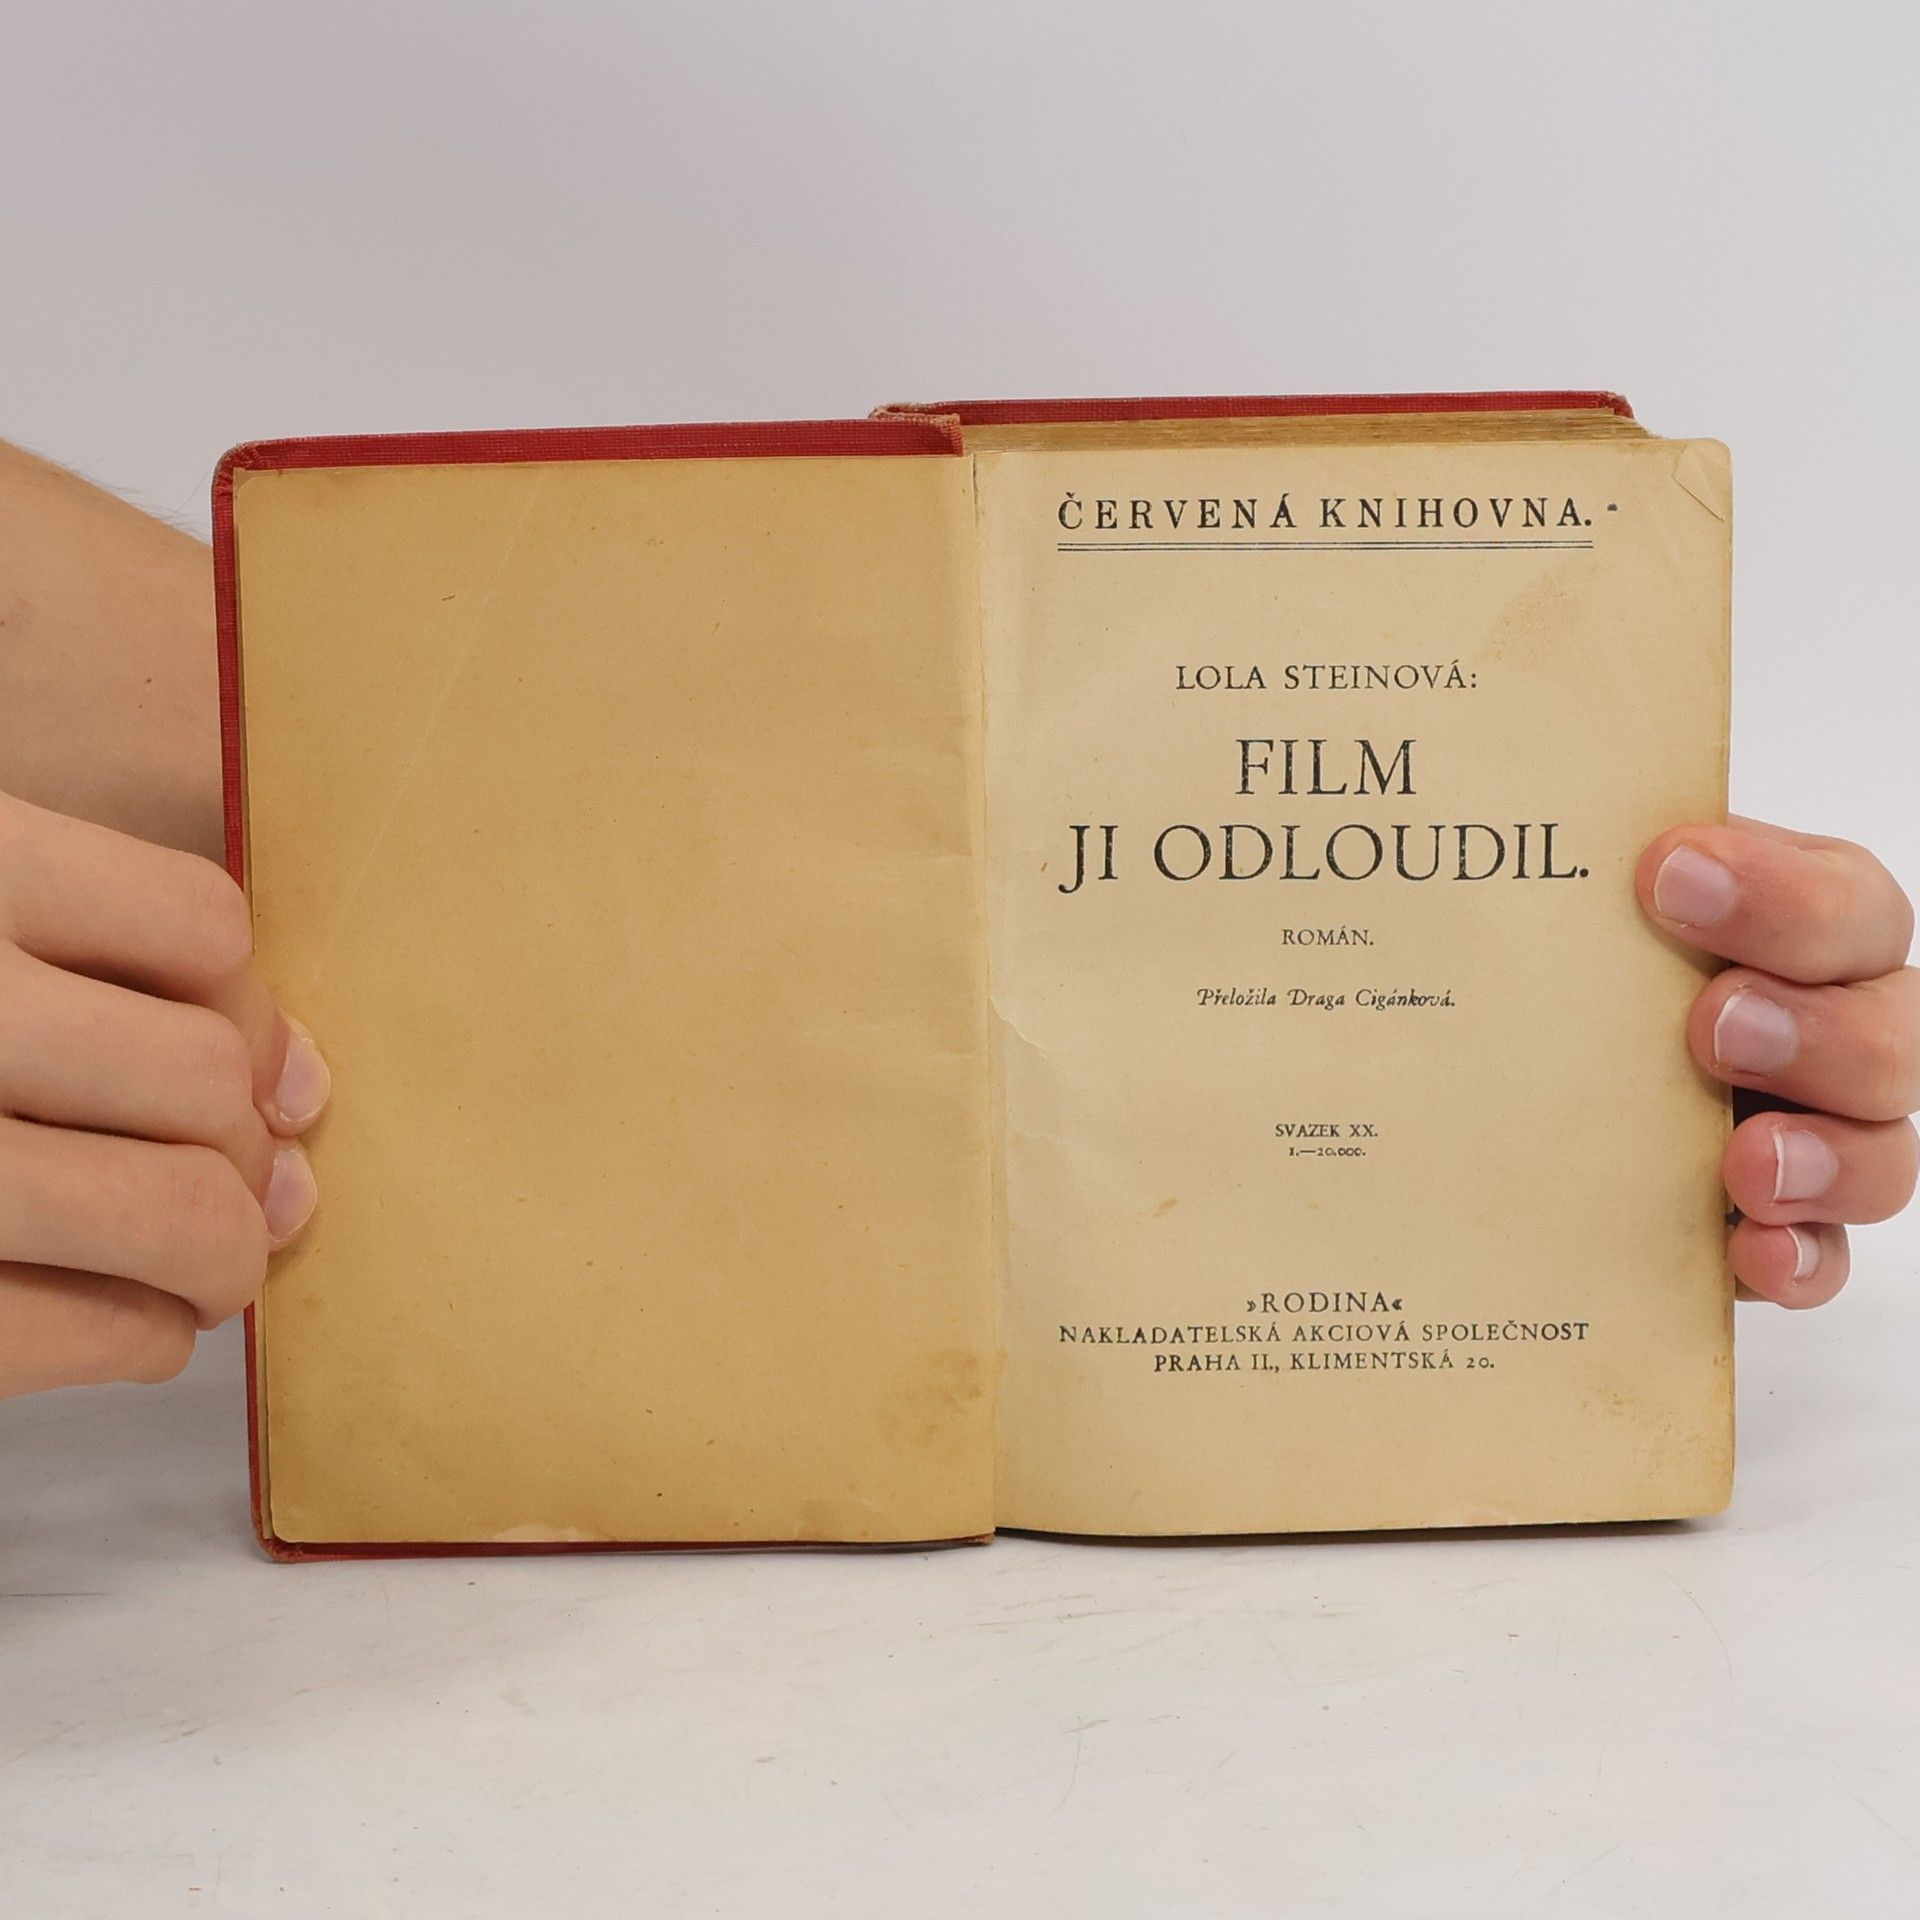 ČERVENÁ KNIHOVNA.
LOLA STEINOVÁ:
FILM
JI ODLOUDIL.
ROMÁN.
Přeložila Draga Cigánková.
SVAZEK XX.
1.—20.000.
»RODINA«
NAKLADATELSKÁ AKCIOVÁ SPOLEČNOST
PRAHA II., KLIMENTSKÁ 20.